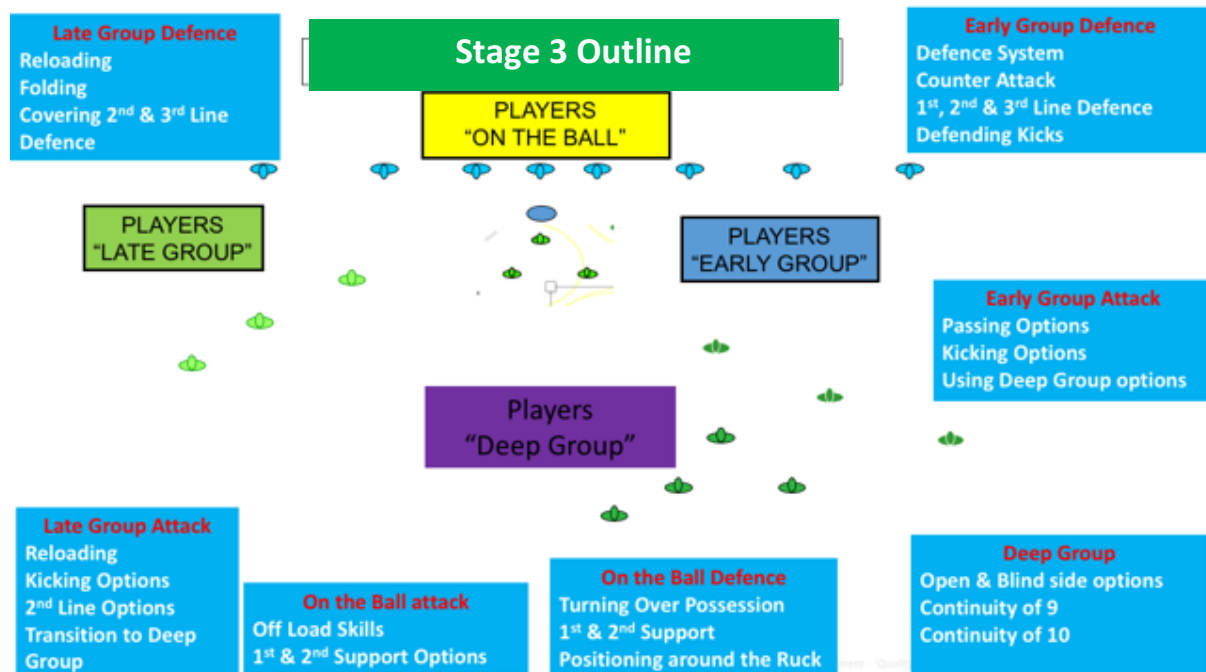 Late Group Defence
Reloading
Folding
Covering 2nd & 3rd Line
Defence
Stage 3 Outline
PLAYERS
"ON THE BALL"
Early Group Defence
Defence System
Counter Attack
1st, 2nd & 3rd Line Defence
Defending Kicks
PLAYERS
"LATE GROUP"
PLAYERS
"EARLY GROUP"
Early Group Attack
Passing Options
Kicking Options
Using Deep Group options
Players
"Deep Group"
Late Group Attack
Reloading
Kicking Options
2nd Line Options
Transition to Deep
Group
On the Ball attack
Off Load Skills
1st & 2nd Support Options
On the Ball Defence
Turning Over Possession
1st & 2nd Support
Positioning around the Ruck
Deep Group
Open & Blind side options
Continuity of 9
Continuity of 10